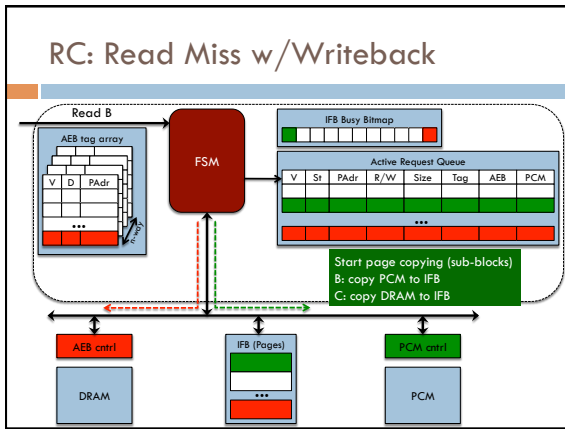 RC: Read Miss w/Writeback
Read B
AEB tag array
V D PAdr
•••
n-way
FSM
IFB Busy Bitmap
Active Request Queue
V St PAdr R/W Size Tag AEB PCM
•••
Start page copying (sub-blocks)
B: copy PCM to IFB
C: copy DRAM to IFB
AEB cntrl
IFB (Pages)
•••
PCM cntrl
DRAM
PCM